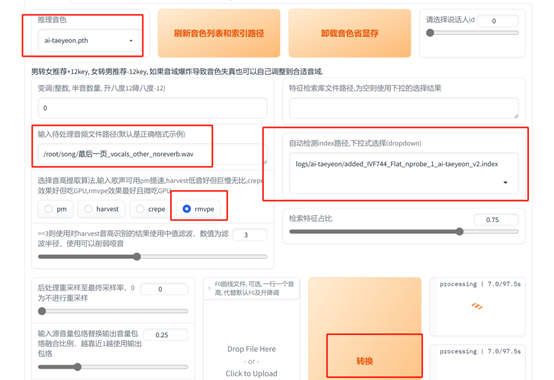 推理音色
ai-taeyeon.pth
刷新音色列表和索引路径
卸载音色省显存
请选择说话人id
0
男转女推荐+12key, 女转男推荐-12key, 如果音域爆炸导致音色失真也可以自己调整到合适音域.
变调(整数, 半音数量, 升八度12降八度-12)
0
特征检索库文件路径,为空则使用下拉的选择结果
输入待处理音频文件路径(默认是正确格式示例)
/root/song/最后一页_vocals_other_noreverb.wav
自动检测index路径,下拉式选择(dropdown)
logs/ai-taeyeon/added_IVF744_Flat_nprobe_1_ai-taeyeon_v2.index
选择音高提取算法,输入歌声可用pm提速,harvest低音好但巨慢无比,crepe
效果好但吃GPU,rmvpe效果最好且微吃GPU
pm
harvest
crepe
rmvpe
检索特征占比
0.75
>=3则使用对harvest音高识别的结果使用中值滤波，数值为滤
波半径，使用可以削弱哑音
3
后处理重采样至最终采样率，0
为不进行重采样
0
输入源音量包络替换输出音量包
络融合比例，越靠近1越使用输出
包络
0.25
F0曲线文件, 可选, 一行一个音
高, 代替默认F0及升降调
Drop File Here
- or -
Click to Upload
转换
processing | 7.0/97.5s
processing | 7.0/97.5s